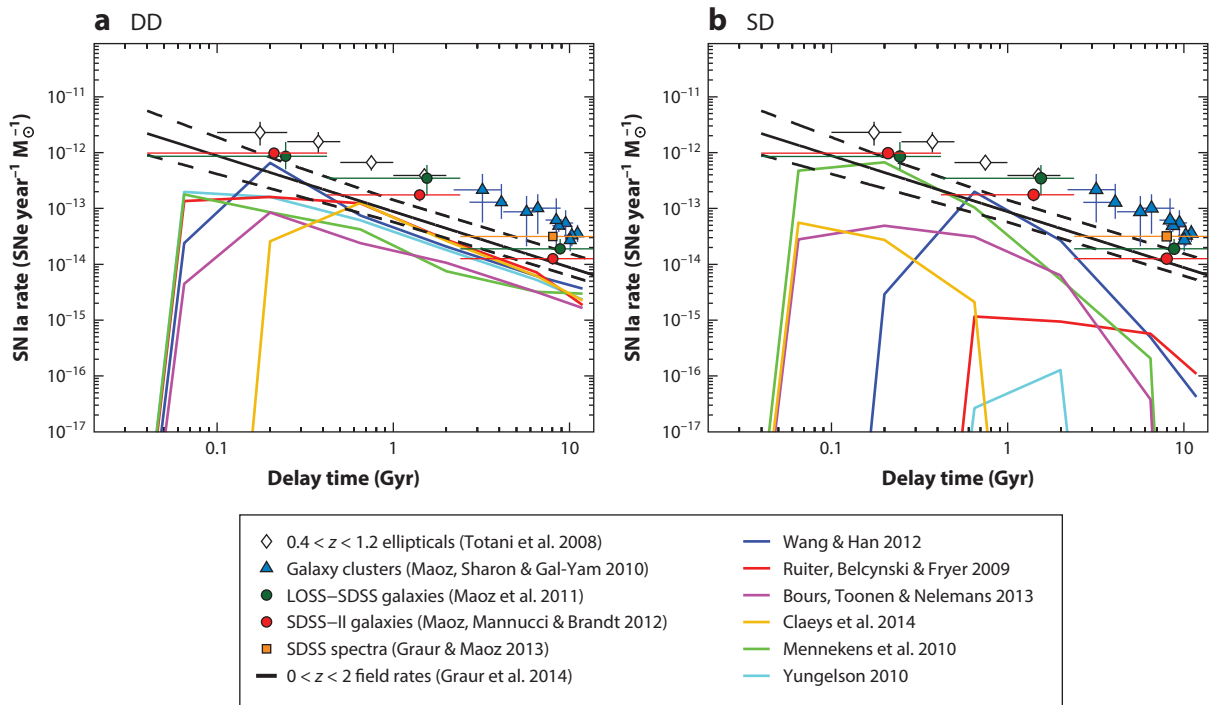 a DD
b SD
SN Ia rate (SNe year⁻¹ M⊙⁻¹)
10⁻¹¹
10⁻¹²
10⁻¹³
10⁻¹⁴
10⁻¹⁵
10⁻¹⁶
10⁻¹⁷
0.1 1 10
Delay time (Gyr)
SN Ia rate (SNe year⁻¹ M⊙⁻¹)
10⁻¹¹
10⁻¹²
10⁻¹³
10⁻¹⁴
10⁻¹⁵
10⁻¹⁶
10⁻¹⁷
0.1 1 10
Delay time (Gyr)
0.4 < z < 1.2 ellipticals (Totani et al. 2008)
Galaxy clusters (Maoz, Sharon & Gal-Yam 2010)
LOSS–SDSS galaxies (Maoz et al. 2011)
SDSS-II galaxies (Maoz, Mannucci & Brandt 2012)
SDSS spectra (Graur & Maoz 2013)
0 < z < 2 field rates (Graur et al. 2014)
Wang & Han 2012
Ruiter, Belcynski & Fryer 2009
Bours, Toonen & Nelemans 2013
Claeys et al. 2014
Mennekens et al. 2010
Yungelson 2010